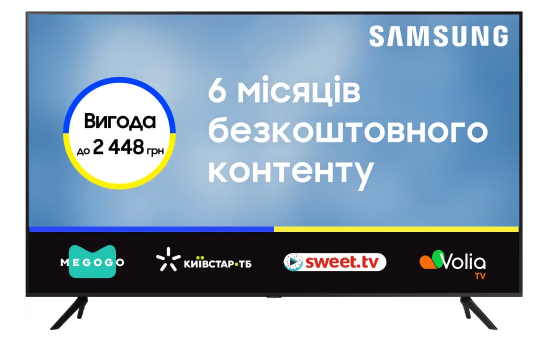 SAMSUNG
Вигода
до 2 448 грн
6 місяців
безкоштовного
контенту
MEGOGO
КИЇВСТАР•ТБ
sweet.tv
Volia
TV